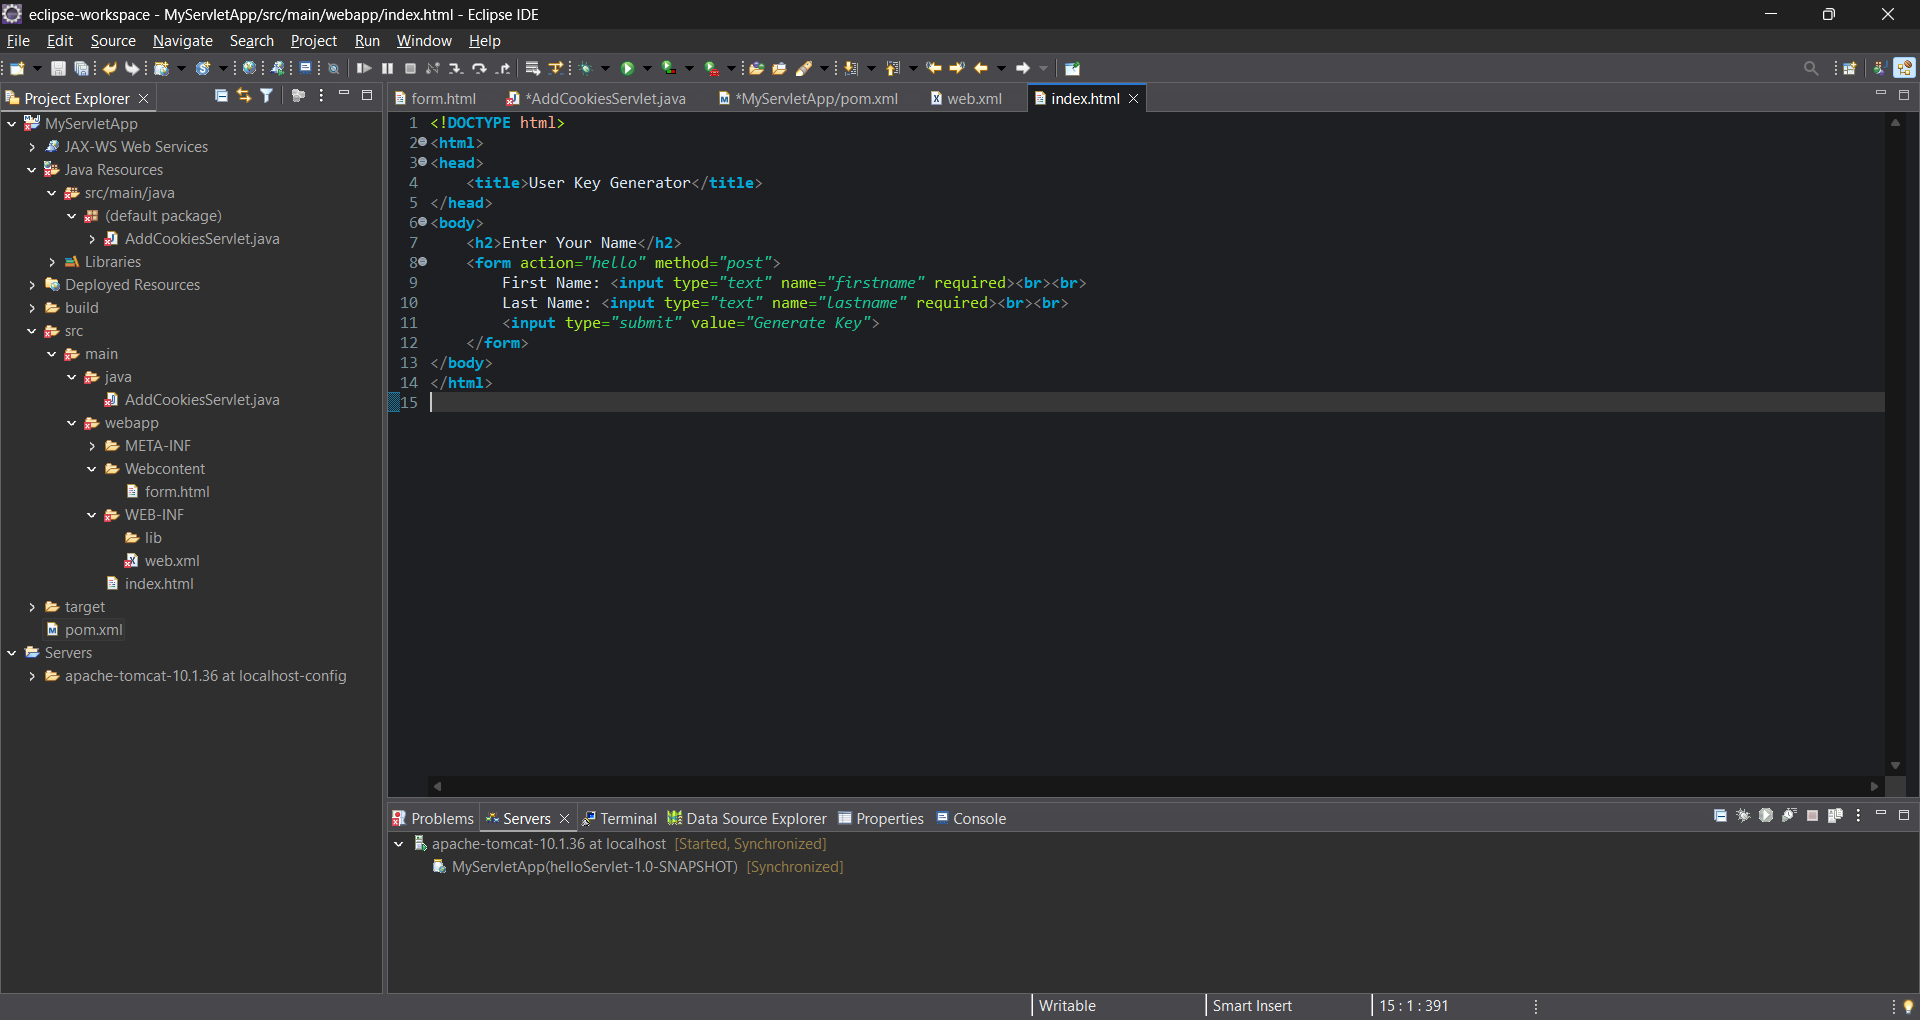 eclipse-workspace - MyServletApp/src/main/webapp/index.html - Eclipse IDE
File Edit Source Navigate Search Project Run Window Help
Project Explorer
MyServletApp
JAX-WS Web Services
Java Resources
src/main/java
(default package)
AddCookiesServlet.java
Libraries
Deployed Resources
build
src
main
java
AddCookiesServlet.java
webapp
META-INF
Webcontent
form.html
WEB-INF
lib
web.xml
index.html
target
pom.xml
Servers
apache-tomcat-10.1.36 at localhost-config
form.html *AddCookiesServlet.java *MyServletApp/pom.xml web.xml index.html
1 <!DOCTYPE html>
2 <html>
3 <head>
4     <title>User Key Generator</title>
5 </head>
6 <body>
7     <h2>Enter Your Name</h2>
8     <form action="hello" method="post">
9         First Name: <input type="text" name="firstname" required><br><br>
10         Last Name: <input type="text" name="lastname" required><br><br>
11         <input type="submit" value="Generate Key">
12     </form>
13 </body>
14 </html>
15
Problems Servers Terminal Data Source Explorer Properties Console
apache-tomcat-10.1.36 at localhost [Started, Synchronized]
MyServletApp(helloServlet-1.0-SNAPSHOT) [Synchronized]
Writable Smart Insert 15 : 1 : 391